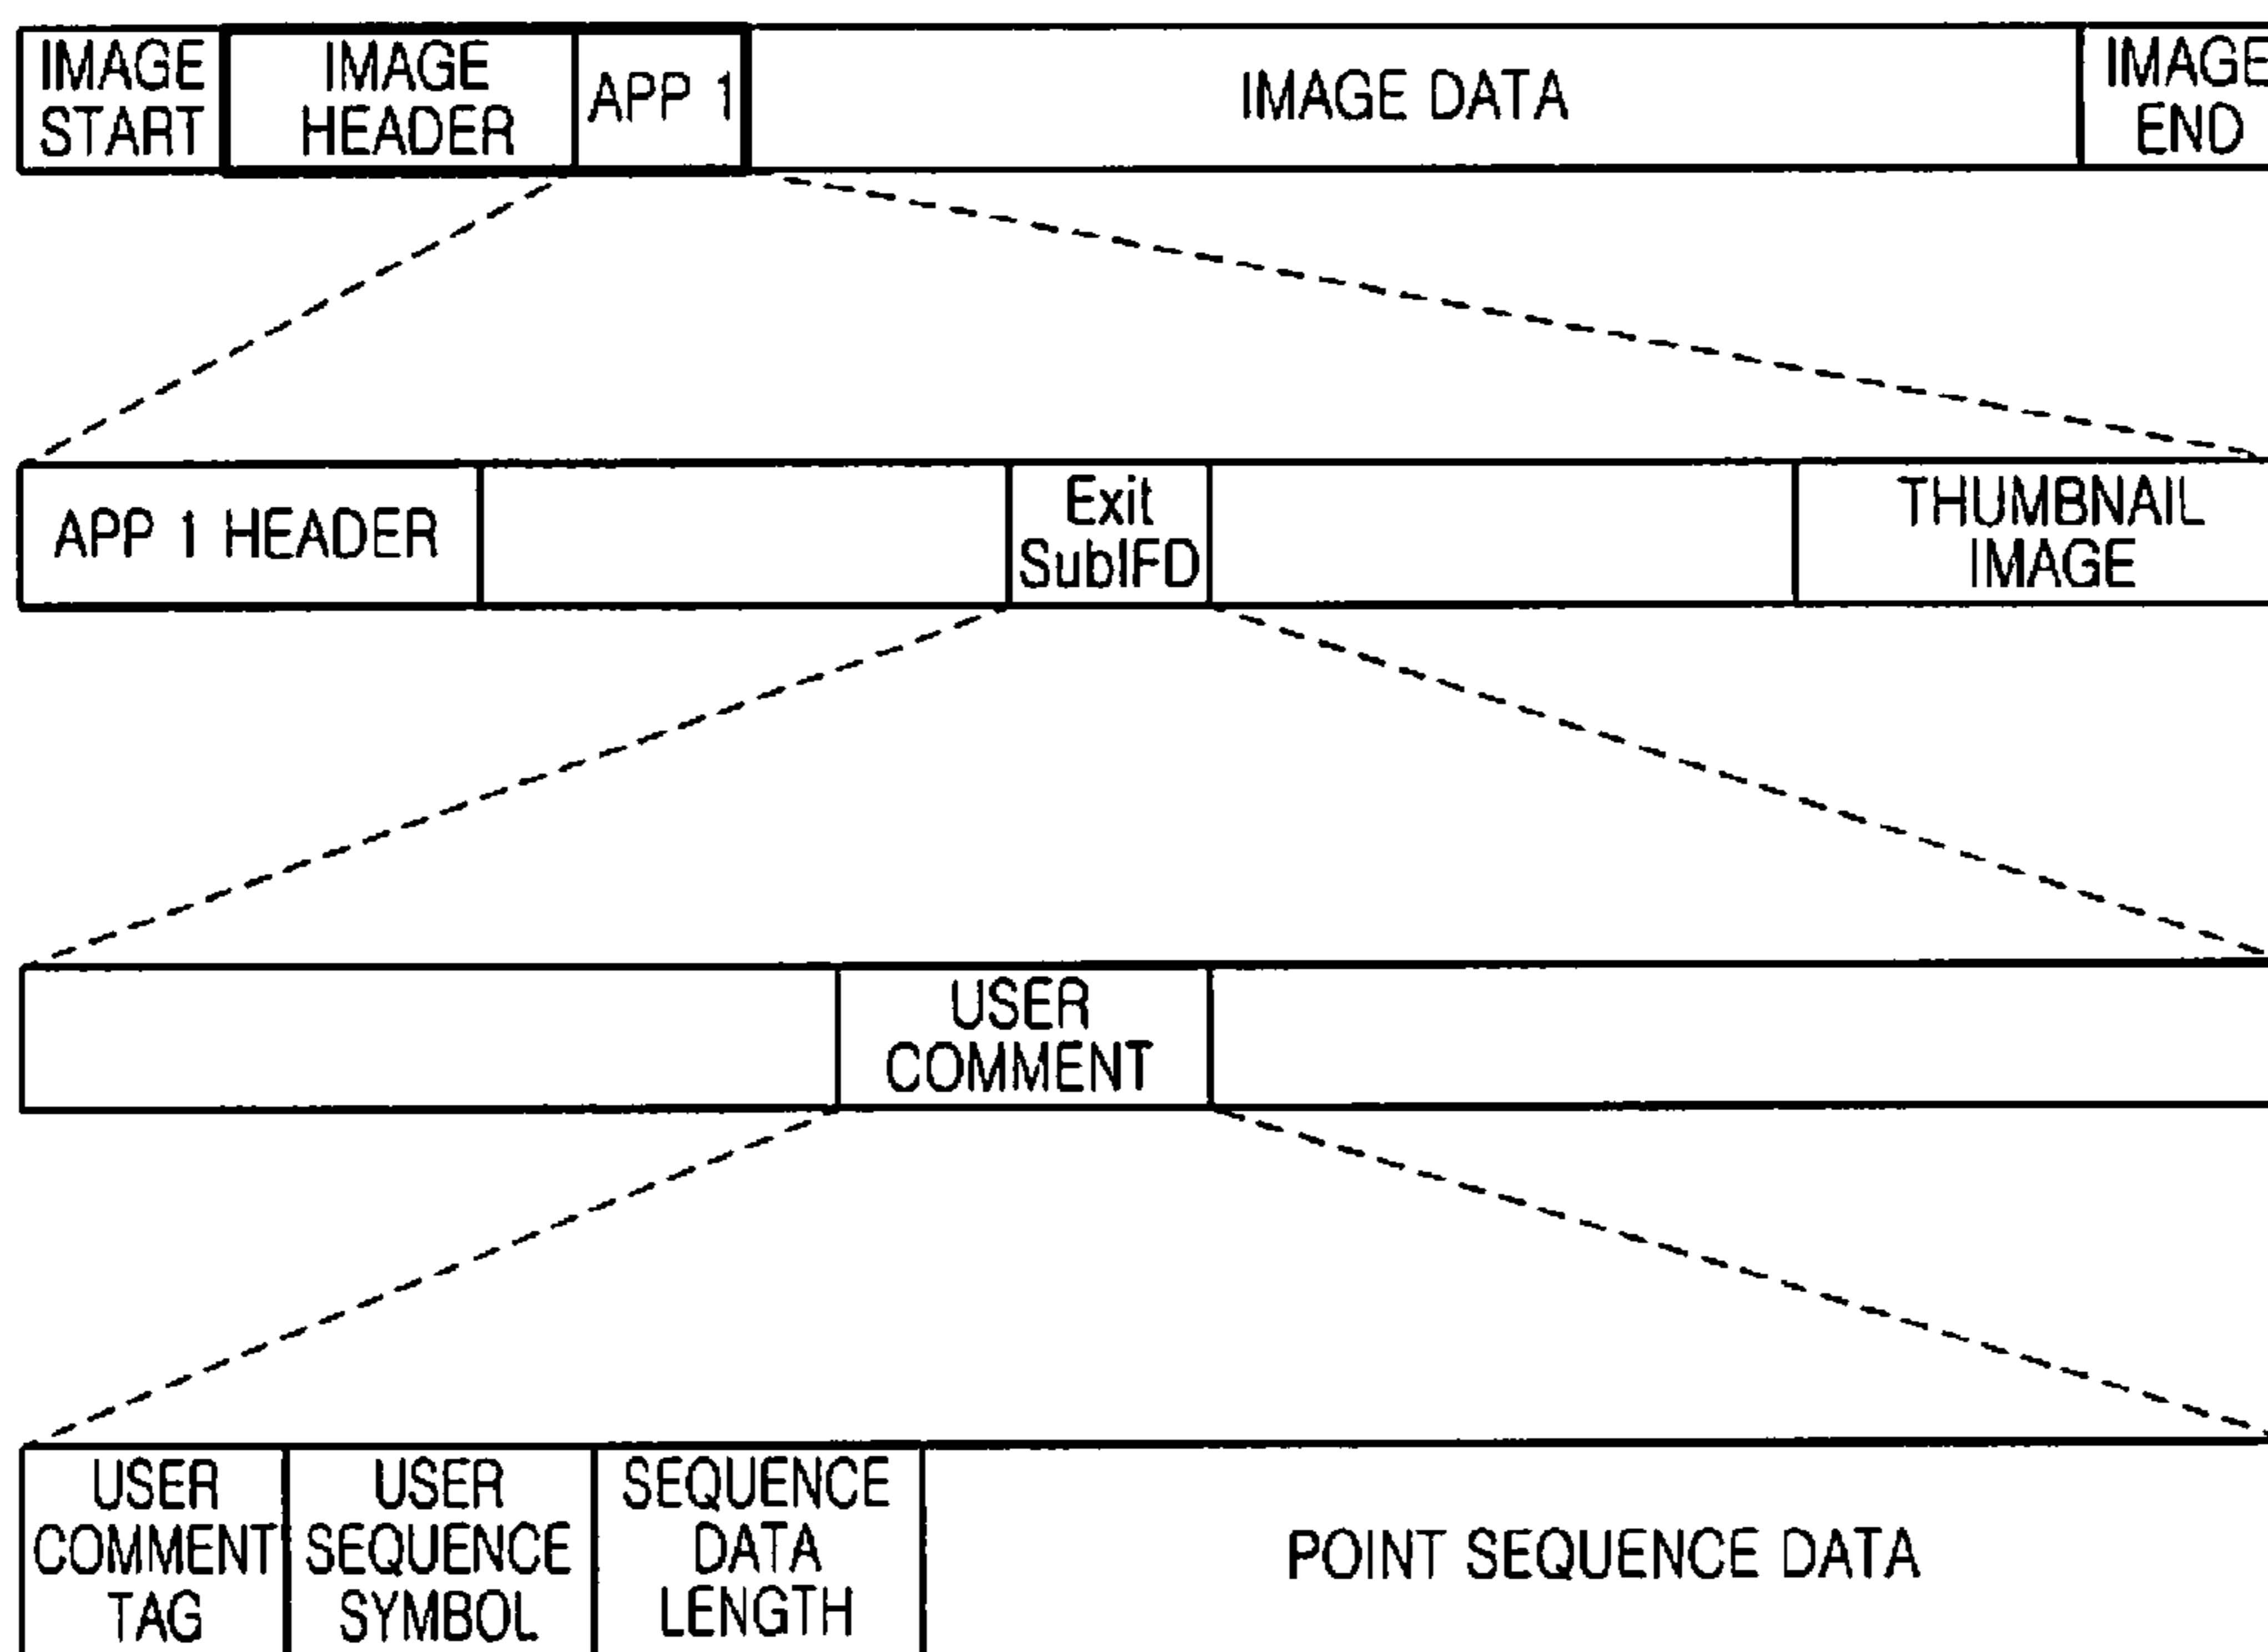 IMAGE
START
IMAGE
HEADER
APP 1
IMAGE DATA
IMAGE
END
APP 1 HEADER
Exit
SubIFD
THUMBNAIL
IMAGE
USER
COMMENT
USER
COMMENT
TAG
USER
SEQUENCE
SYMBOL
SEQUENCE
DATA
LENGTH
POINT SEQUENCE DATA